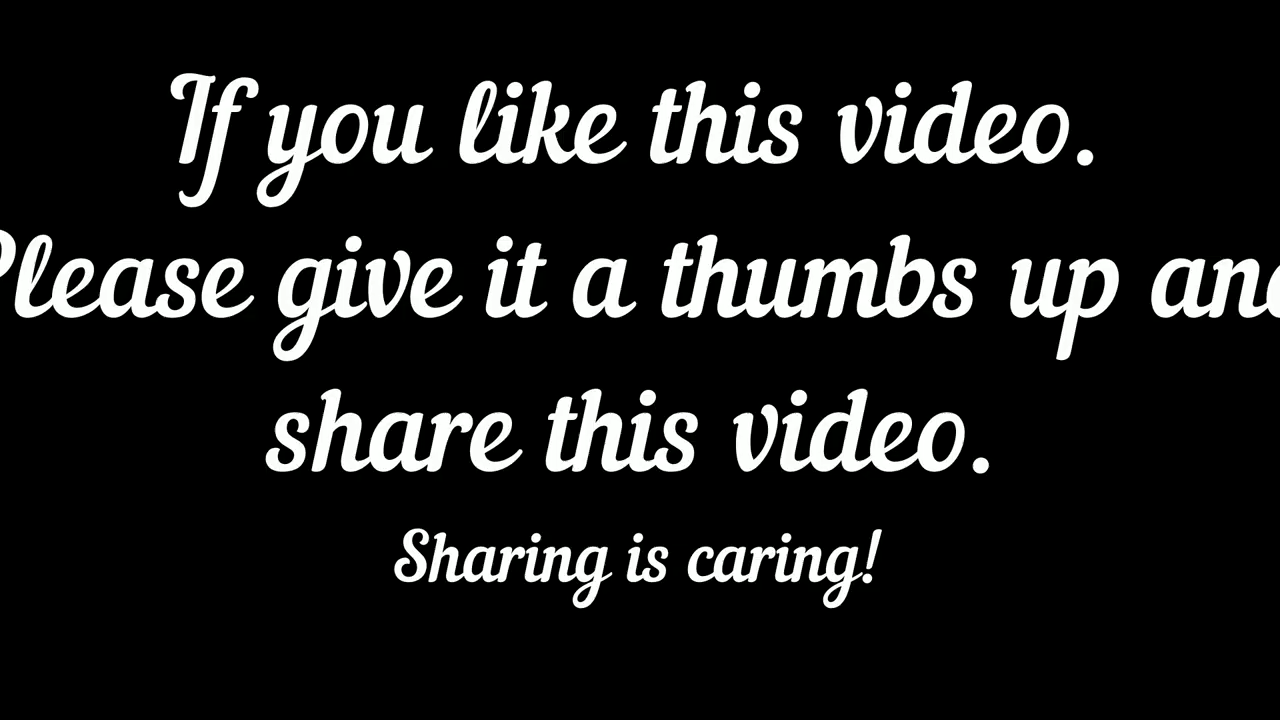 If you like this video.
Please give it a thumbs up and
share this video.
Sharing is caring!